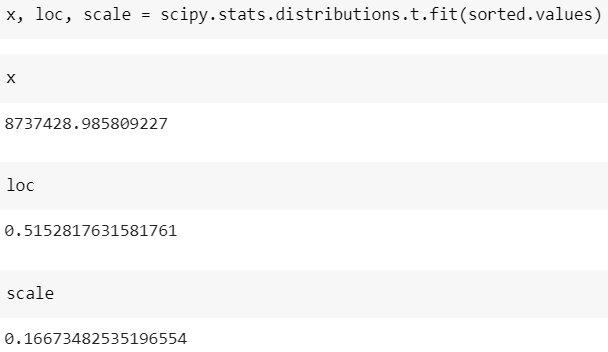 x, loc, scale = scipy.stats.distributions.t.fit(sorted.values)
x
8737428.985809227
loc
0.5152817631581761
scale
0.16673482535196554